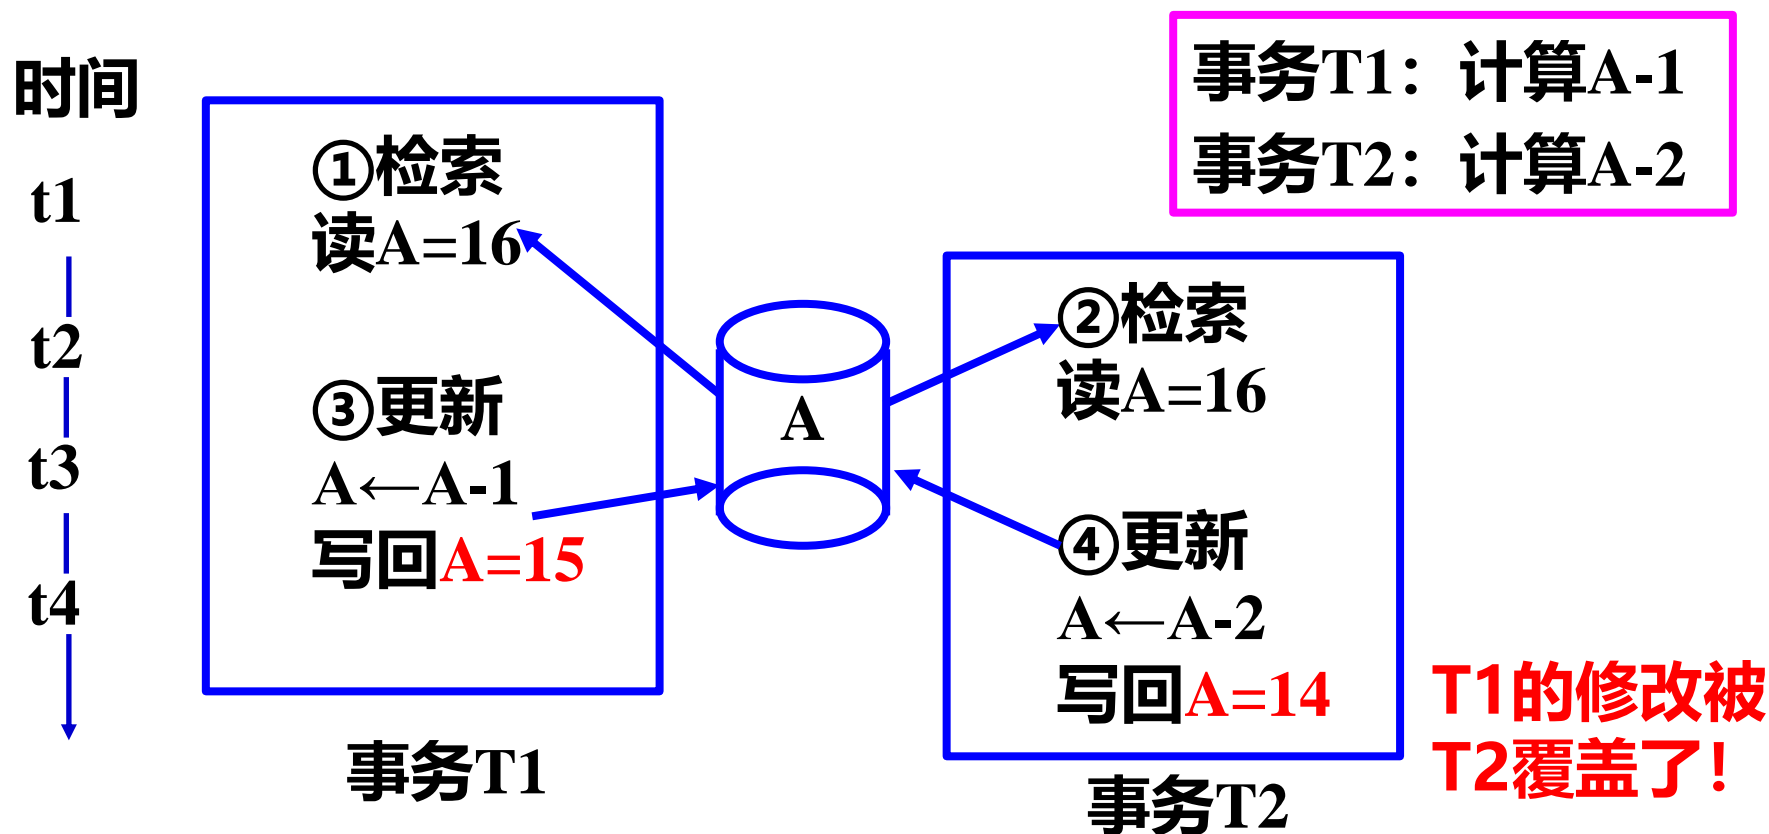 时间
t1
t2
t3
t4
①检索
读A=16
③更新
A←A-1
写回A=15
事务T1
A
事务T1：计算A-1
事务T2：计算A-2
②检索
读A=16
④更新
A←A-2
写回A=14
事务T2
T1的修改被
T2覆盖了！